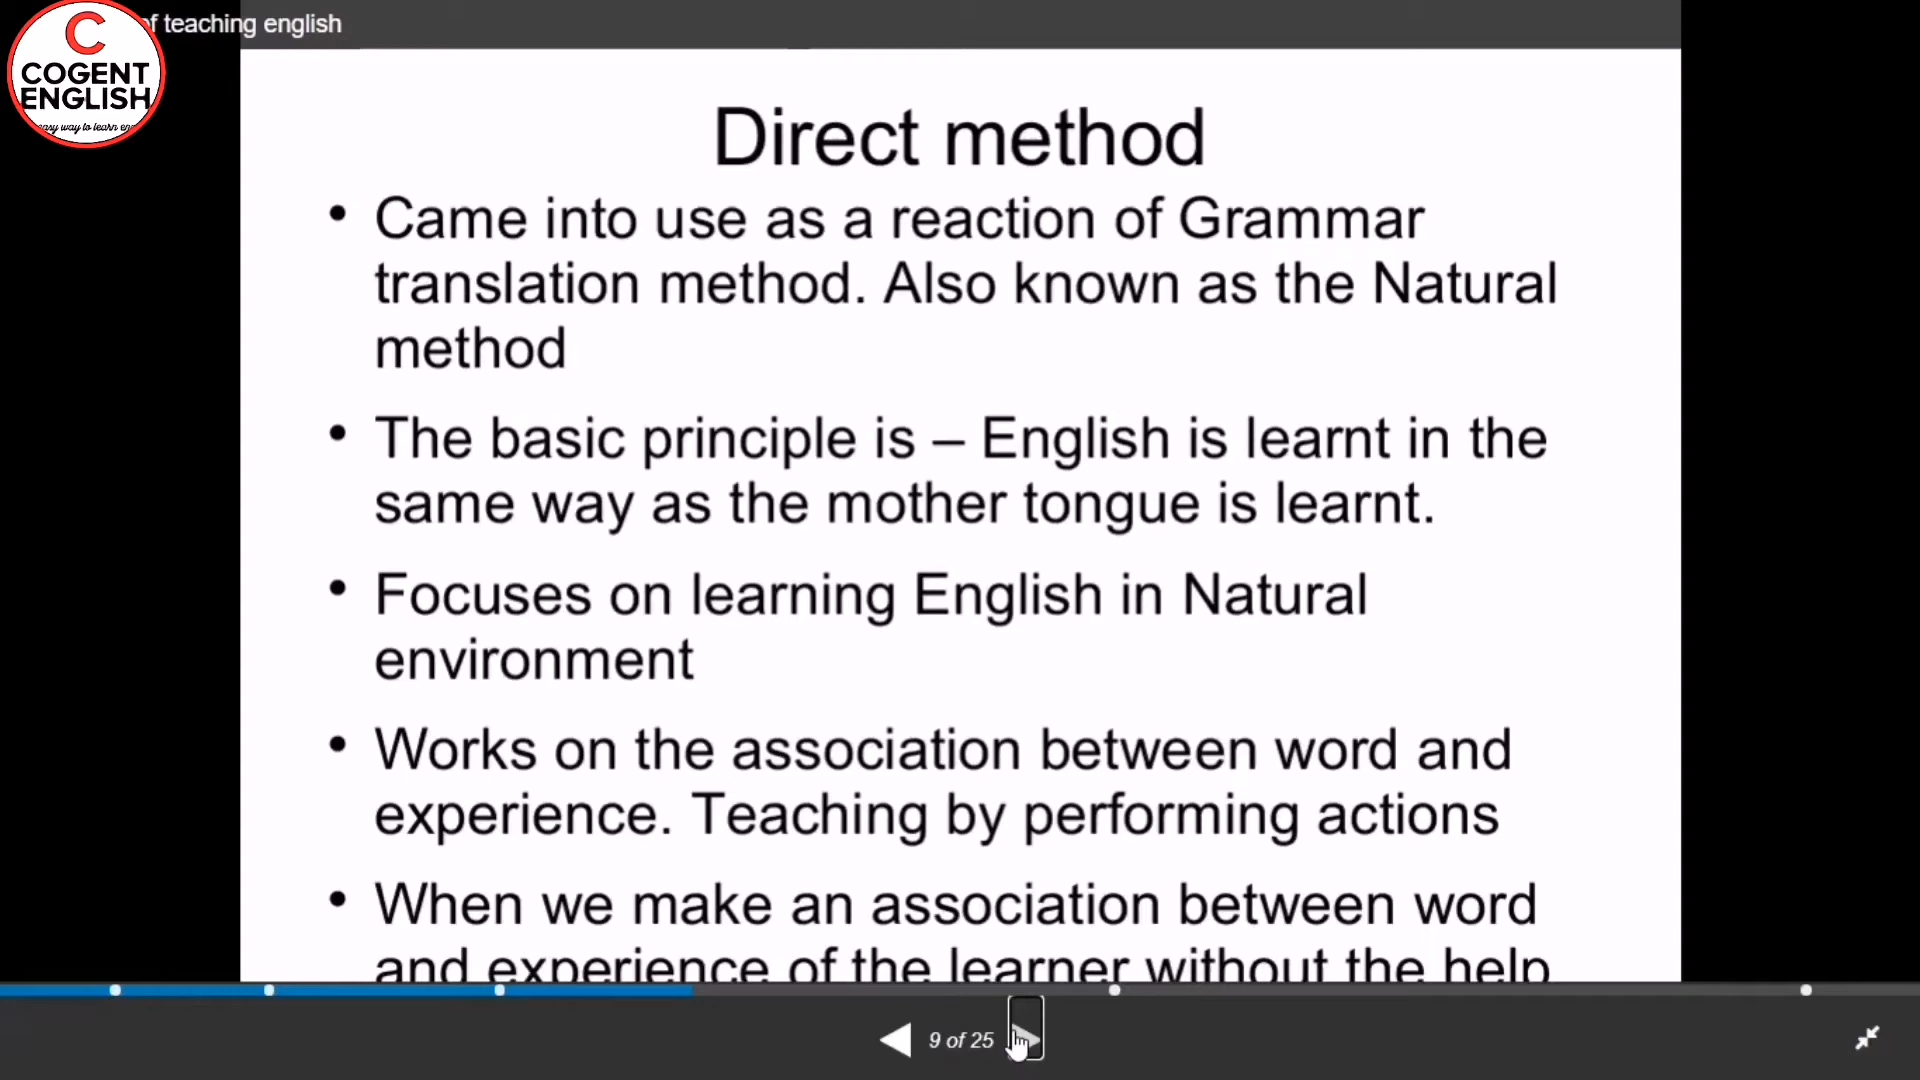 of teaching english
C
COGENT
ENGLISH
easy way to learn eng
Direct method
• Came into use as a reaction of Grammar
translation method. Also known as the Natural
method
• The basic principle is – English is learnt in the
same way as the mother tongue is learnt.
• Focuses on learning English in Natural
environment
• Works on the association between word and
experience. Teaching by performing actions
• When we make an association between word
and experience of the learner without the help
9 of 25